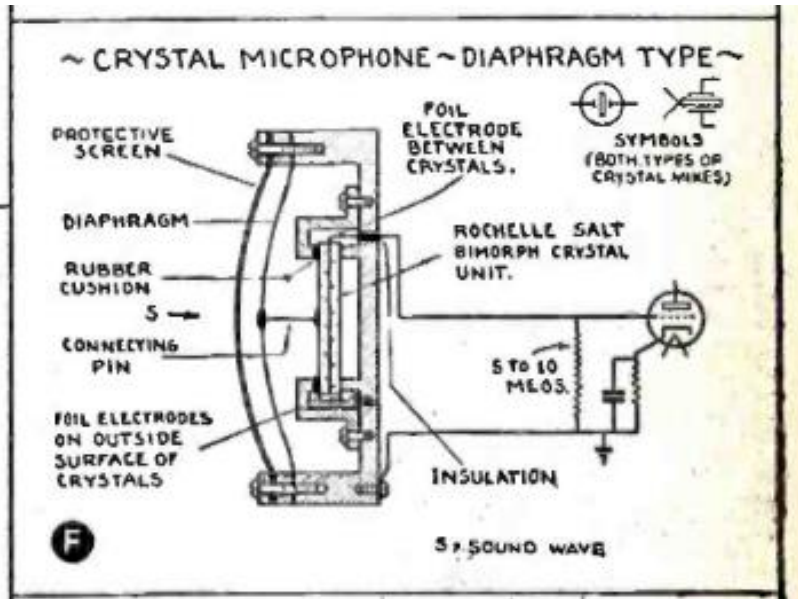 ~ CRYSTAL MICROPHONE ~ DIAPHRAGM TYPE ~
PROTECTIVE
SCREEN
FOIL
ELECTRODE
BETWEEN
CRYSTALS.
SYMBOLS
(BOTH TYPES OF
CRYSTAL MIKES)
DIAPHRAGM
ROCHELLE SALT
BIMORPH CRYSTAL
UNIT.
RUBBER
CUSHION
S
CONNECTING
PIN
5 TO 10
MEGS.
FOIL ELECTRODES
ON OUTSIDE
SURFACE OF
CRYSTALS
INSULATION
F
S = SOUND WAVE